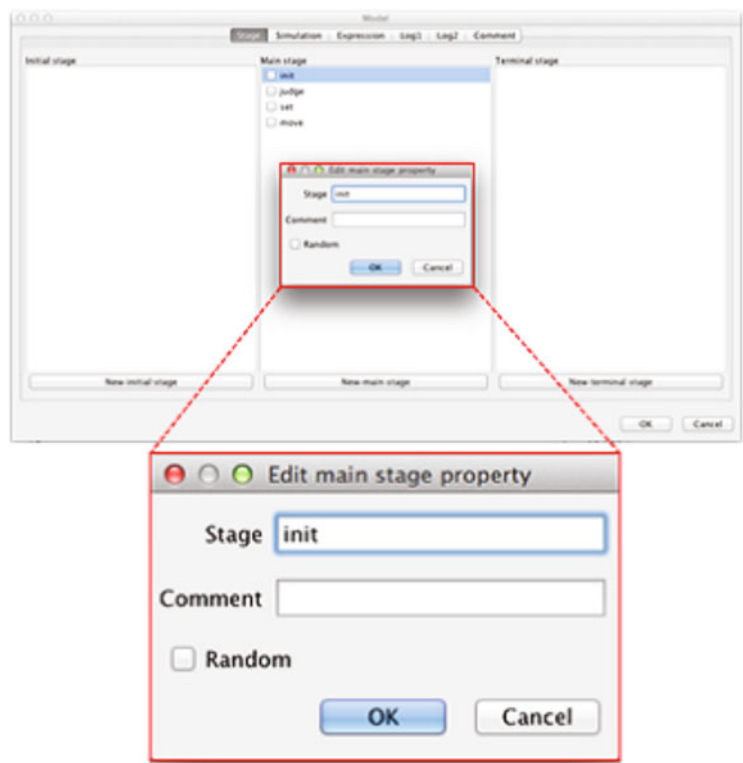 Model
Stage Simulation Expression Log1 Log2 Comment
Initial stage Main stage Terminal stage
init
judge
set
move
Edit main stage property
Stage init
Comment
Random
OK Cancel
New initial stage New main stage New terminal stage
OK Cancel
Edit main stage property
Stage init
Comment
Random
OK Cancel